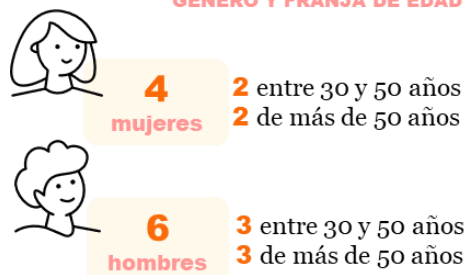 GÉNERO Y FRANJA DE EDAD
4
mujeres
2 entre 30 y 50 años
2 de más de 50 años
6
hombres
3 entre 30 y 50 años
3 de más de 50 años